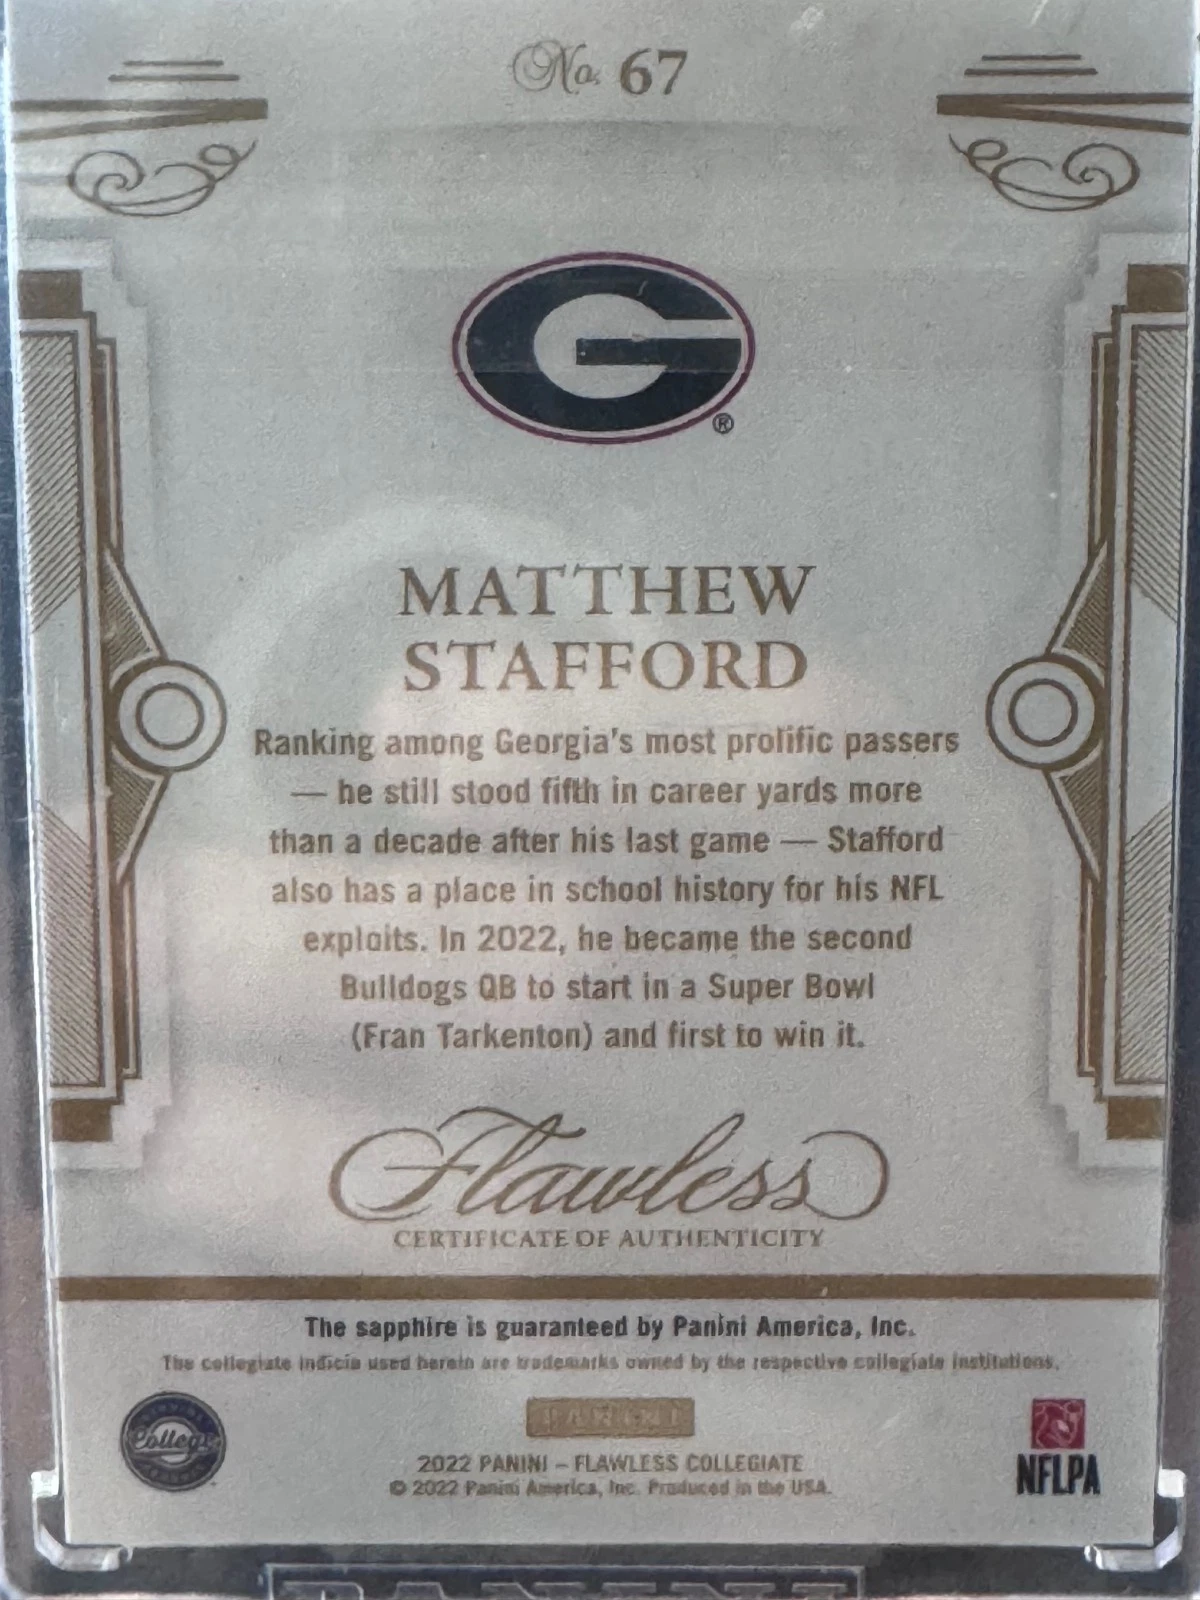 No. 67
G
®
MATTHEW
STAFFORD
Ranking among Georgia's most prolific passers
— he still stood fifth in career yards more
than a decade after his last game — Stafford
also has a place in school history for his NFL
exploits. In 2022, he became the second
Bulldogs QB to start in a Super Bowl
(Fran Tarkenton) and first to win it.
Flawless
CERTIFICATE OF AUTHENTICITY
The sapphire is guaranteed by Panini America, Inc.
The collegiate indicia used herein are trademarks owned by the respective collegiate institutions.
College
PANINI
2022 PANINI – FLAWLESS COLLEGIATE
© 2022 Panini America, Inc. Produced in the USA.
NFLPA
PANINI